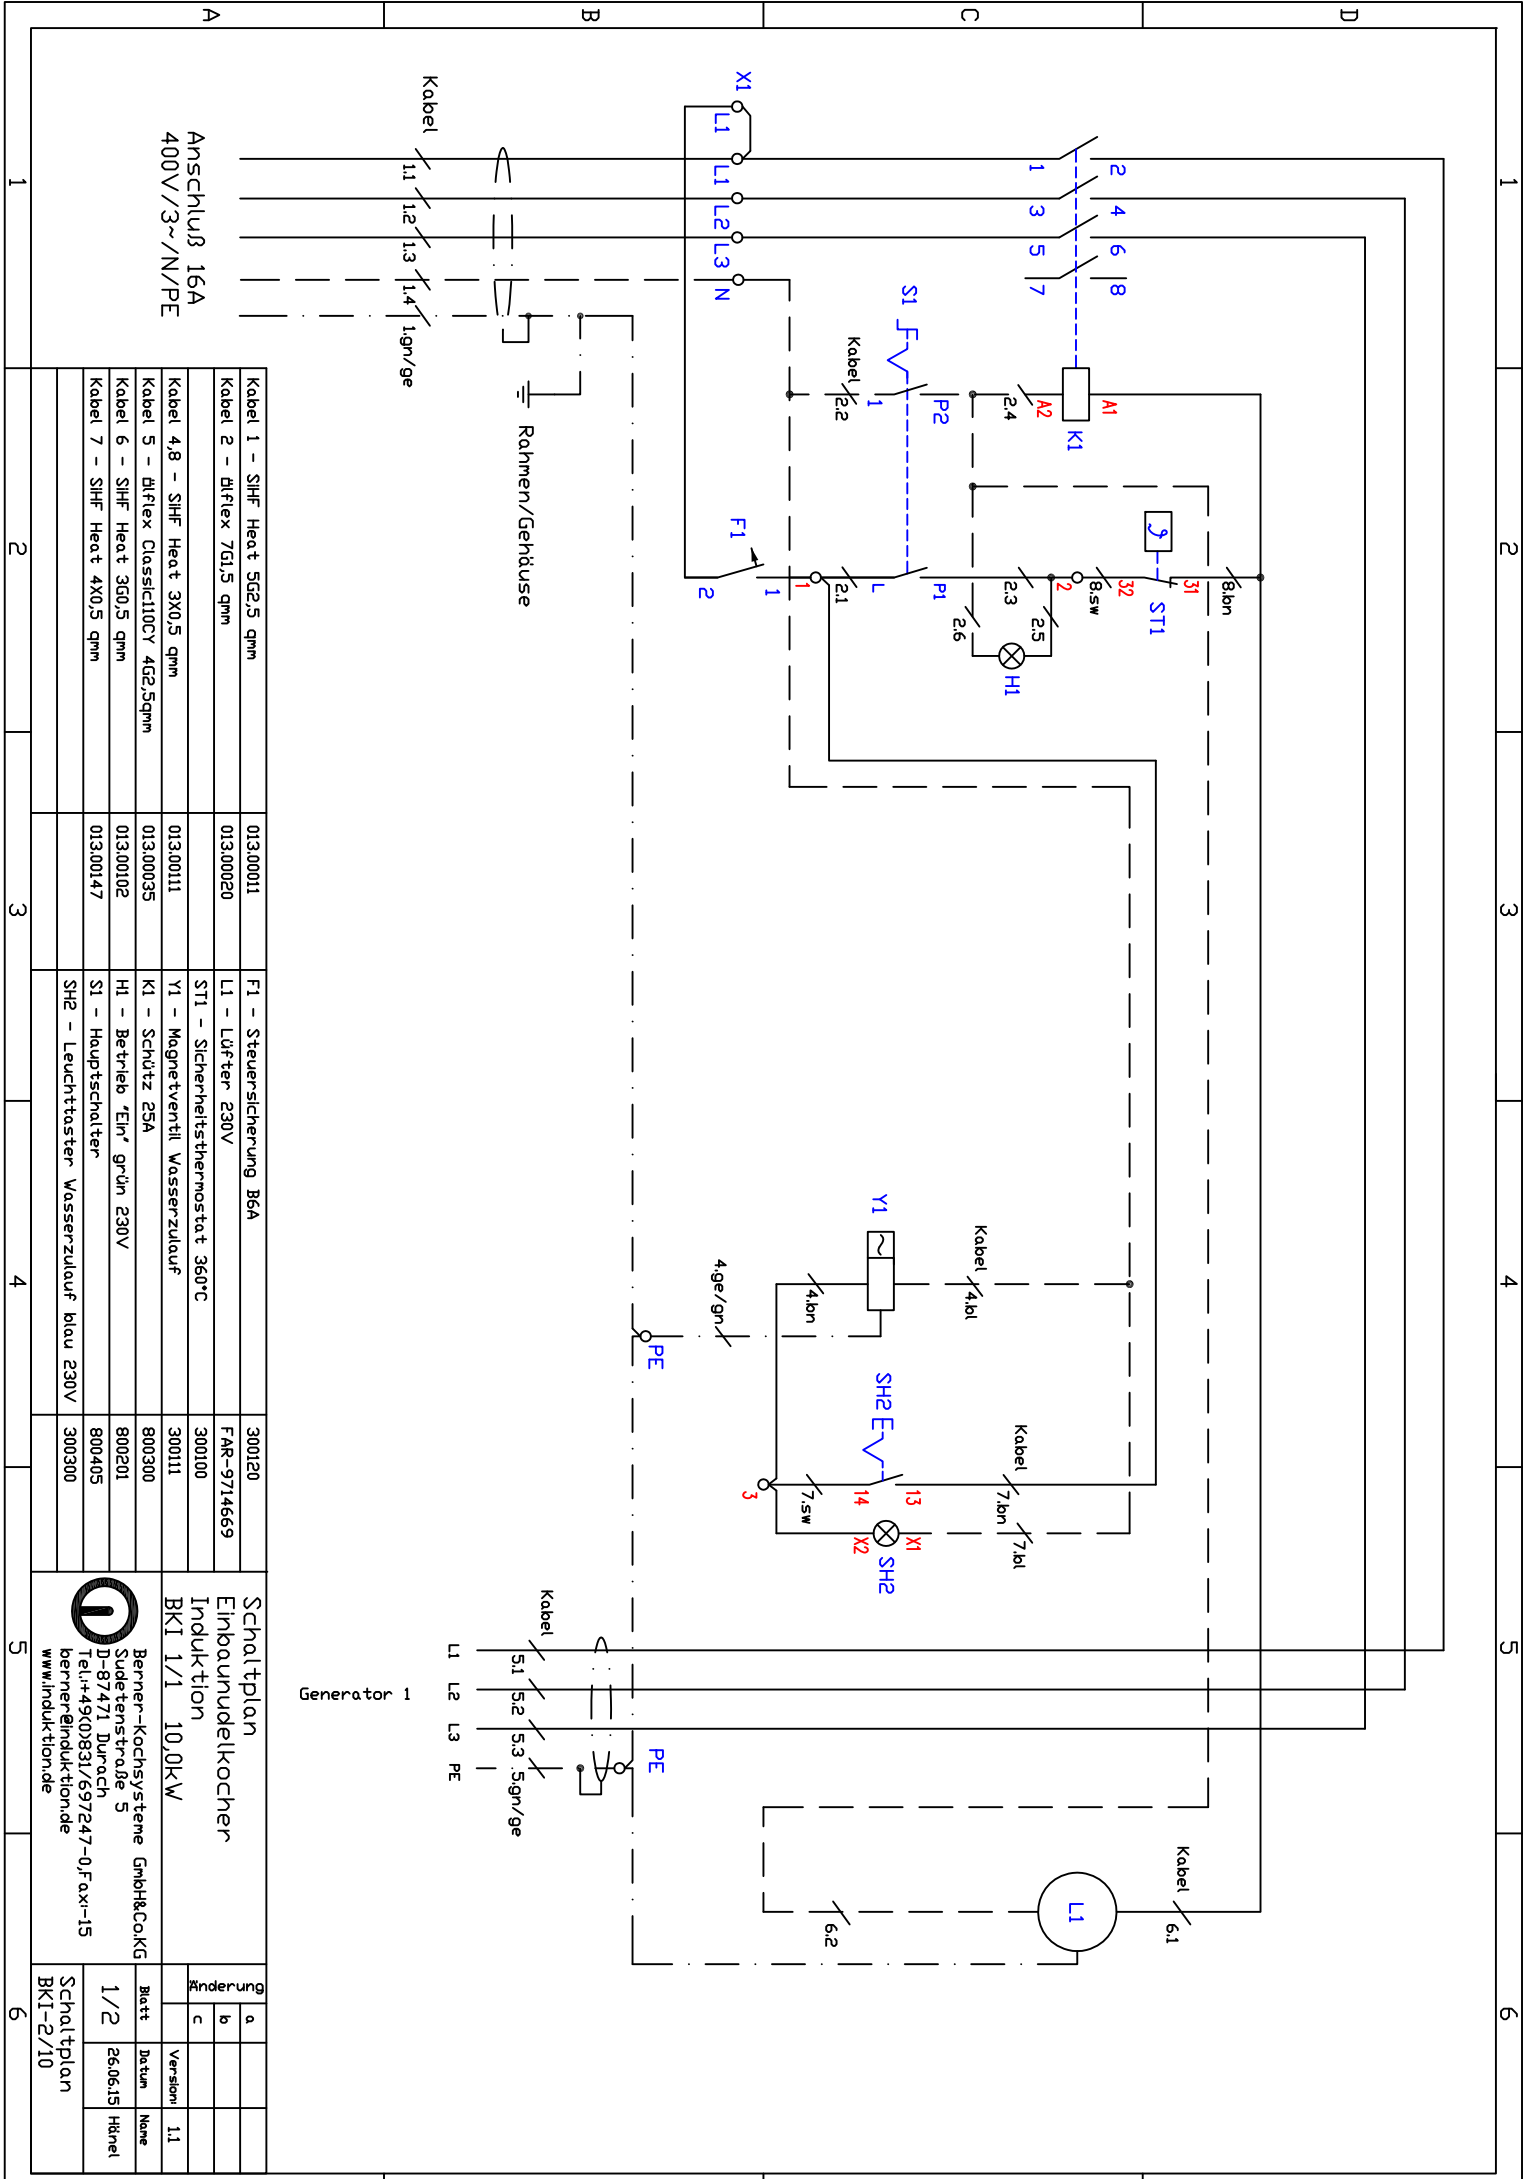 A
B
C
D
1
2
3
4
5
6
1
2
3
4
5
6
Anschluß 16A
400V/3~/N/PE
Kabel
1.1
1.2
1.3
1.4
1.gn/ge
Rahmen/Gehäuse
X1
L1
L1
L2
L3
N
1
2
3
4
5
6
7
8
S1
Kabel
2.2
1
P2
2.4
A2
A1
K1
F1
2
1
1
2.1
L
P1
2.3
2
2.6
2.5
H1
8.sw
32
31
8.bn
ST1
Y1
Kabel
4.bl
4.bn
4.ge/gn
PE
SH2
Kabel
7.bn
7.bl
13
14
7.sw
3
X1
X2
SH2
Kabel
5.1
5.2
5.3
5.gn/ge
L1
L2
L3
PE
Generator 1
PE
L1
Kabel
6.1
6.2
Kabel 1 - SIHF Heat 5G2,5 qmm 013.00011 F1 - Steuersicherung B6A 300120
Kabel 2 - ölflex 7G1,5 qmm 013.00020 L1 - Lüfter 230V FAR-9714669
ST1 - Sicherheitsthermostat 360°C 300100
Kabel 4,8 - SIHF Heat 3X0,5 qmm 013.00111 Y1 - Magnetventil Wasserzulauf 300111
Kabel 5 - ölflex Classic110CY 4G2,5qmm 013.00035 K1 - Schütz 25A 800300
Kabel 6 - SIHF Heat 3G0,5 qmm 013.00102 H1 - Betrieb "Ein" grün 230V 800201
Kabel 7 - SIHF Heat 4X0,5 qmm 013.00147 S1 - Hauptschalter 800405
SH2 - Leuchttaster Wasserzulauf blau 230V 300300
Schaltplan
Einbaunudelkocher
Induktion
BKI 1/1 10,0kW
Berner-Kochsysteme GmbH&Co.KG
Sudetenstraße 5
D-87471 Durach
Tel.:+49(0)831/697247-0,Fax:-15
berner@induktion.de
www.induktion.de
Änderung
a
b
c
Version: 1.1
Blatt Datum Name
1/2 26.06.15 Hänel
Schaltplan
BKI-2/10